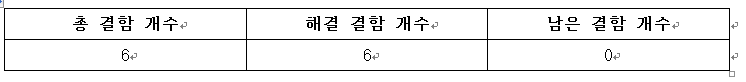 총 결함 개수 해결 결함 개수 남은 결함 개수
6 6 0